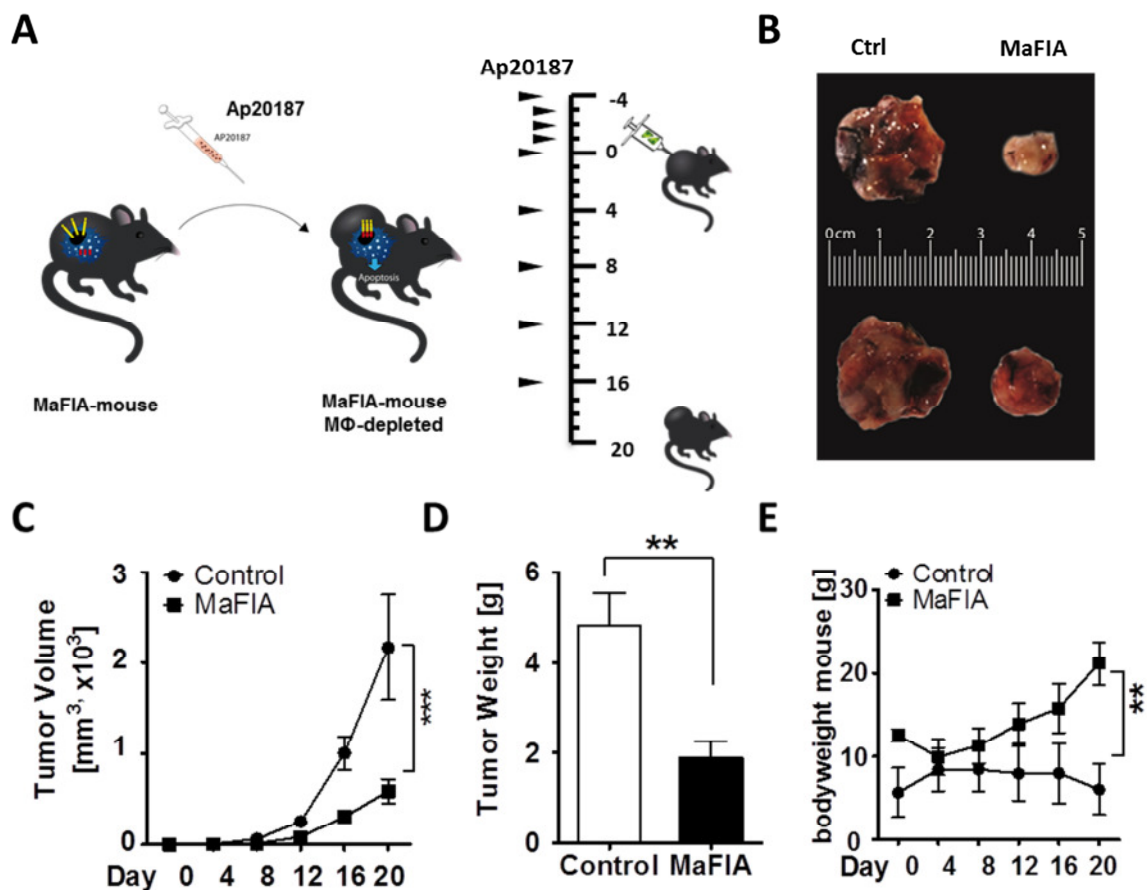 A
Ap20187
AP20187
Apoptosis
MaFIA-mouse
MaFIA-mouse
MΦ-depleted
Ap20187
-4
0
4
8
12
16
20
B
Ctrl MaFIA
0cm 1 2 3 4 5
C
Control
MaFIA
Tumor Volume
[mm³, x10³]
3
2
1
0
***
Day 0 4 8 12 16 20
D
**
Tumor Weight [g]
6
4
2
0
Control MaFIA
E
Control
MaFIA
bodyweight mouse [g]
30
20
10
0
**
Day 0 4 8 12 16 20